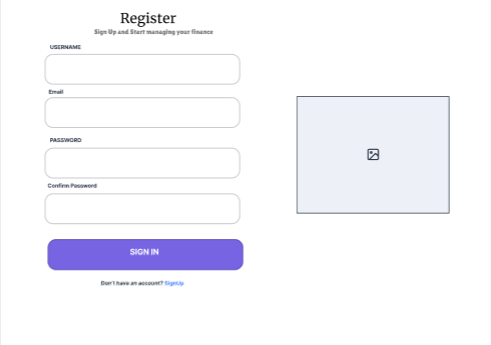 Register
Sign Up and Start managing your finance
USERNAME
Email
PASSWORD
Confirm Password
SIGN IN
Don't have an account? SignUp